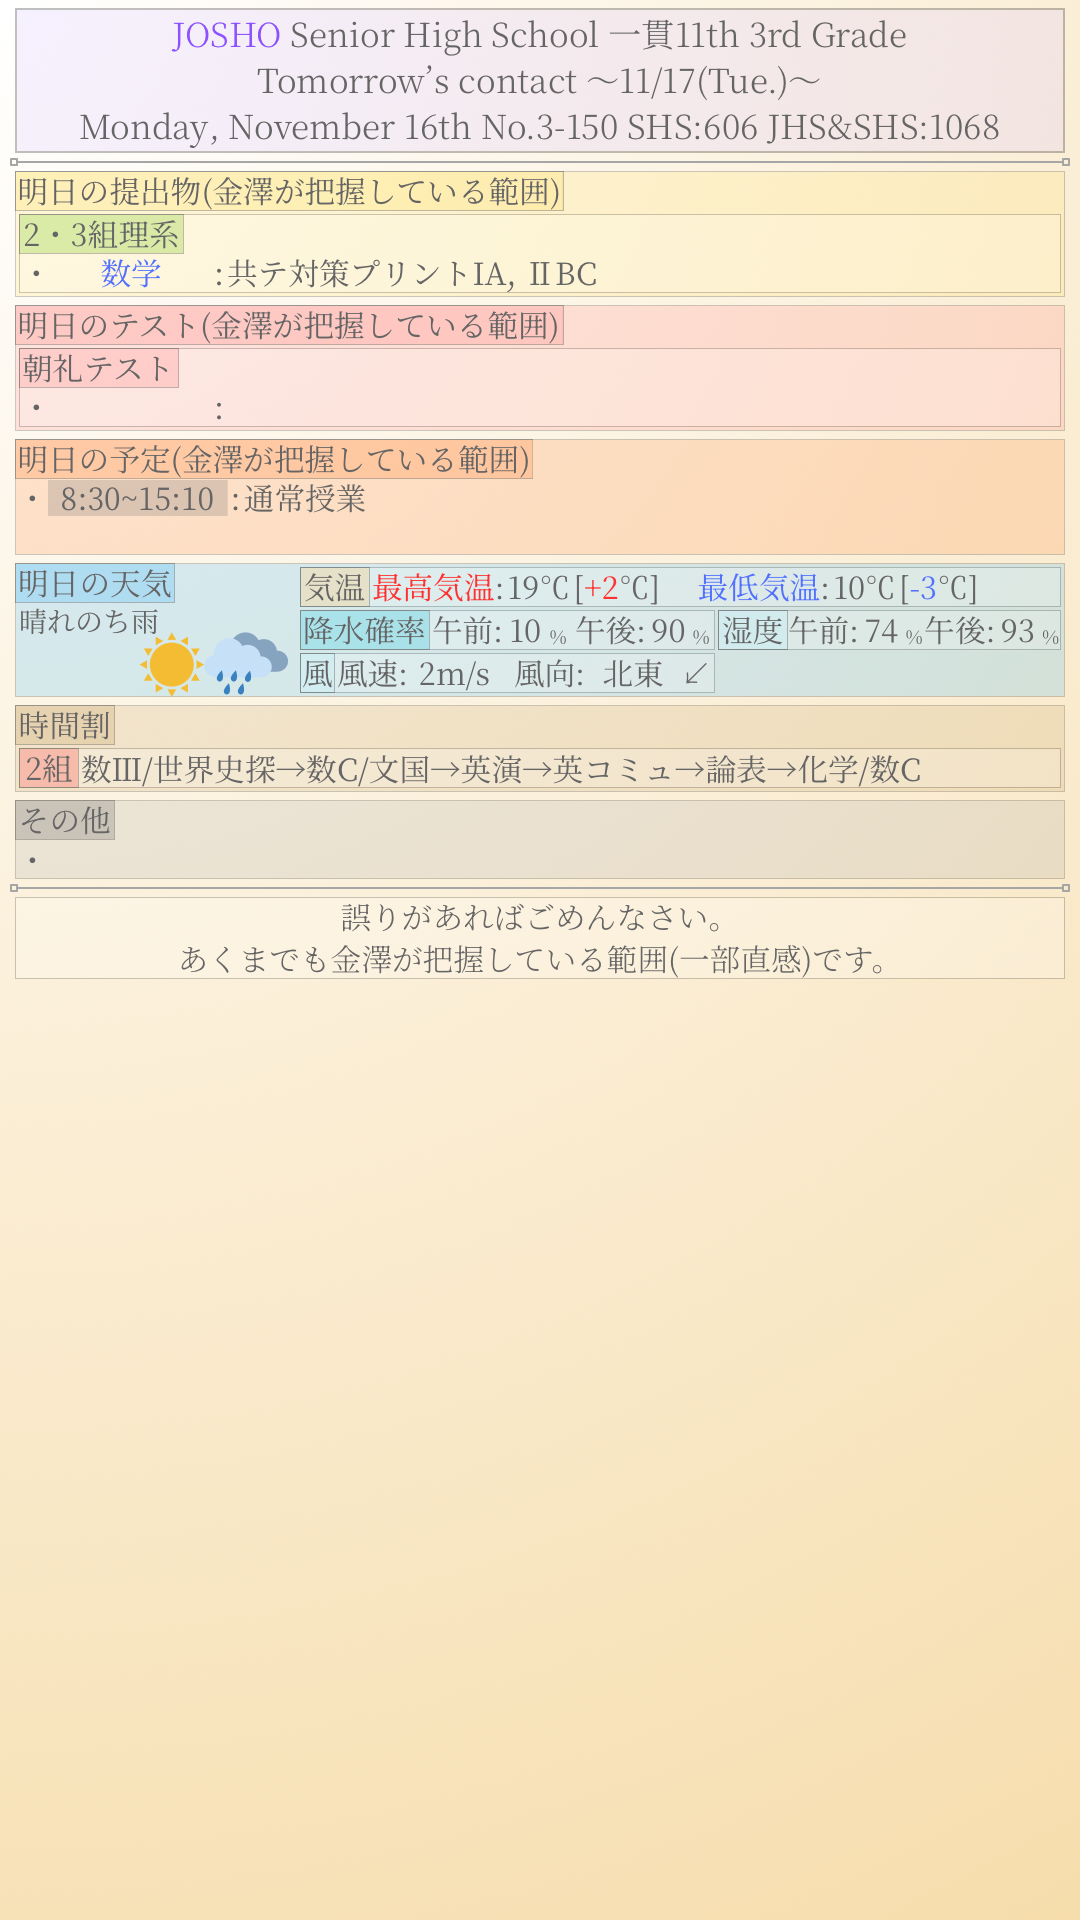 JOSHO Senior High School 一貫11th 3rd Grade
Tomorrow's contact 〜11/17(Tue.)〜
Monday, November 16th No.3-150 SHS:606 JHS&SHS:1068
明日の提出物(金澤が把握している範囲)
2・3組理系
・ 数学 :共テ対策プリントIA, ⅡBC
明日のテスト(金澤が把握している範囲)
朝礼テスト
・ :
明日の予定(金澤が把握している範囲)
・ 8:30~15:10 :通常授業
明日の天気
晴れのち雨
気温 最高気温:19℃[+2℃] 最低気温:10℃[-3℃]
降水確率 午前: 10 % 午後: 90 % 湿度 午前: 74 % 午後: 93 %
風 風速: 2m/s 風向: 北東 ↙
時間割
2組 数Ⅲ/世界史探→数C/文国→英演→英コミュ→論表→化学/数C
その他
・
誤りがあればごめんなさい。
あくまでも金澤が把握している範囲(一部直感)です。